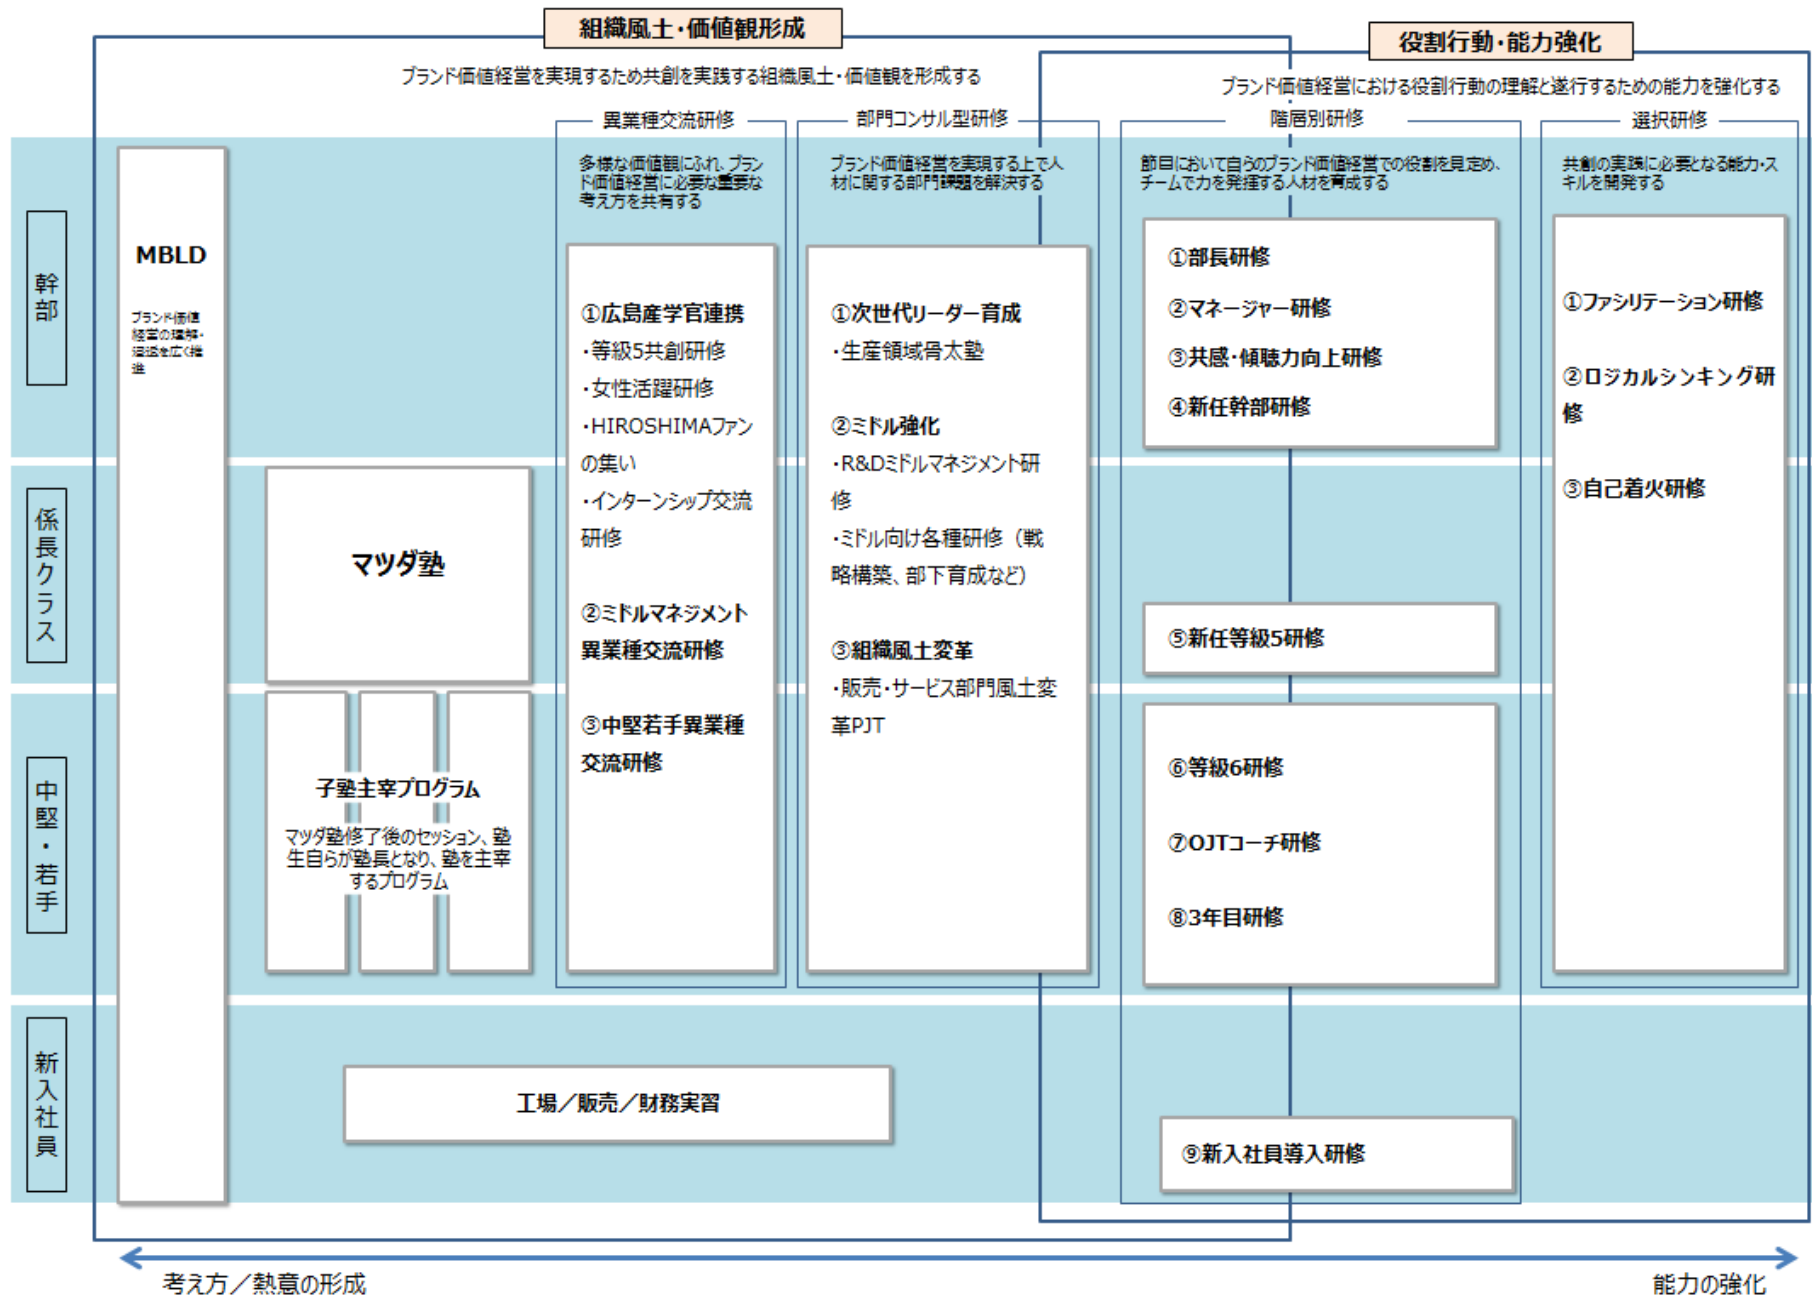 組織風土・価値観形成
ブランド価値経営を実現するため共創を実践する組織風土・価値観を形成する
役割行動・能力強化
ブランド価値経営における役割行動の理解と遂行するための能力を強化する
幹部
係長クラス
中堅・若手
新入社員
MBLD
ブランド価値
経営の理解・
浸透を広く推
進
マツダ塾
子塾主宰プログラム
マツダ塾修了後のセッション、塾
生自らが塾長となり、塾を主宰
するプログラム
異業種交流研修
多様な価値観にふれ、ブラン
ド価値経営に必要な重要な
考え方を共有する
①広島産学官連携
・等級5共創研修
・女性活躍研修
・HIROSHIMAファン
の集い
・インターンシップ交流
研修
②ミドルマネジメント
異業種交流研修
③中堅若手異業種
交流研修
部門コンサル型研修
ブランド価値経営を実現する上で人
材に関する部門課題を解決する
①次世代リーダー育成
・生産領域骨太塾
②ミドル強化
・R&Dミドルマネジメント研
修
・ミドル向け各種研修（戦
略構築、部下育成など）
③組織風土変革
・販売・サービス部門風土変
革PJT
階層別研修
節目において自らのブランド価値経営での役割を見定め、
チームで力を発揮する人材を育成する
①部長研修
②マネージャー研修
③共感・傾聴力向上研修
④新任幹部研修
⑤新任等級5研修
⑥等級6研修
⑦OJTコーチ研修
⑧3年目研修
⑨新入社員導入研修
選択研修
共創の実践に必要となる能力・ス
キルを開発する
①ファシリテーション研修
②ロジカルシンキング研
修
③自己着火研修
工場／販売／財務実習
考え方／熱意の形成
能力の強化